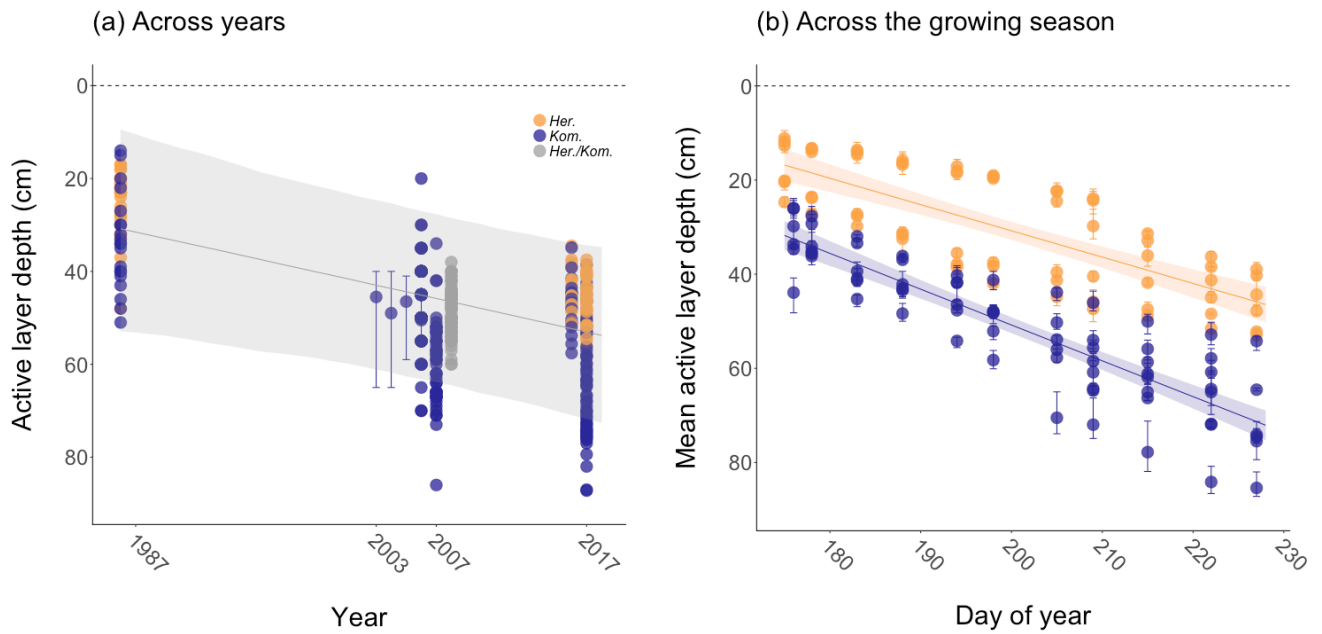 (a) Across years
Active layer depth (cm)
0
20
40
60
80
Her.
Kom.
Her./Kom.
1987
2003
2007
2017
Year
(b) Across the growing season
Mean active layer depth (cm)
0
20
40
60
80
180
190
200
210
220
230
Day of year